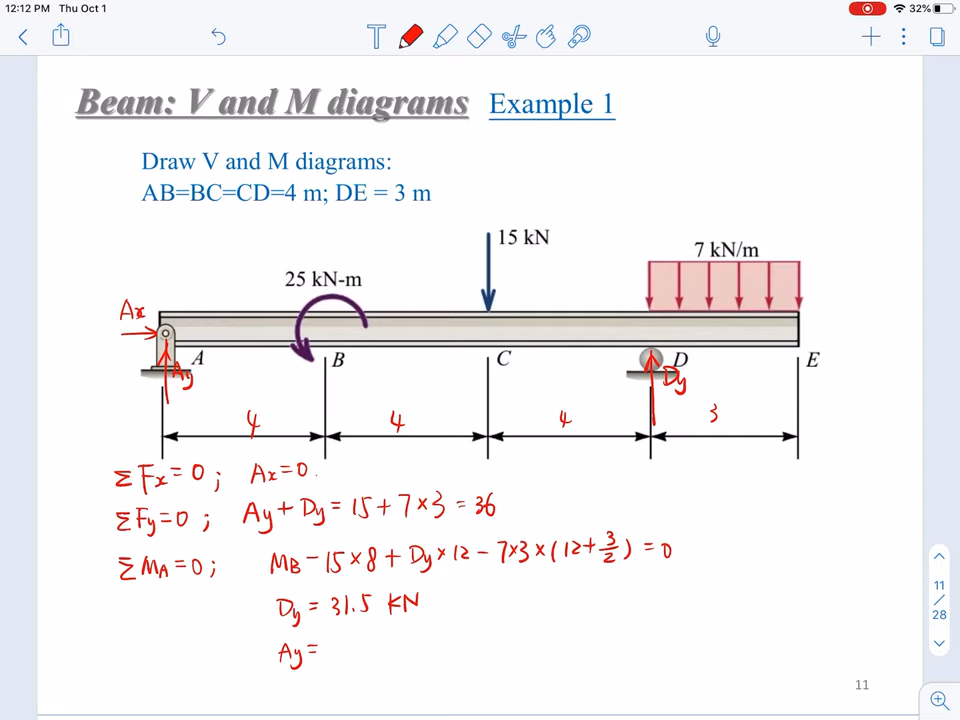 12:12 PM Thu Oct 1
32%
Beam: V and M diagrams Example 1
Draw V and M diagrams:
AB=BC=CD=4 m; DE = 3 m
15 kN
7 kN/m
25 kN-m
Ax
A B C D E
Ay Dy
4 4 4 3
ΣFx = 0 ; Ax = 0.
ΣFy = 0 ; Ay + Dy = 15 + 7 × 3 = 36
ΣMA = 0 ; MB - 15 × 8 + Dy × 12 - 7×3×(12+3/2) = 0
Dy = 31.5 KN
Ay =
11
/
28
11